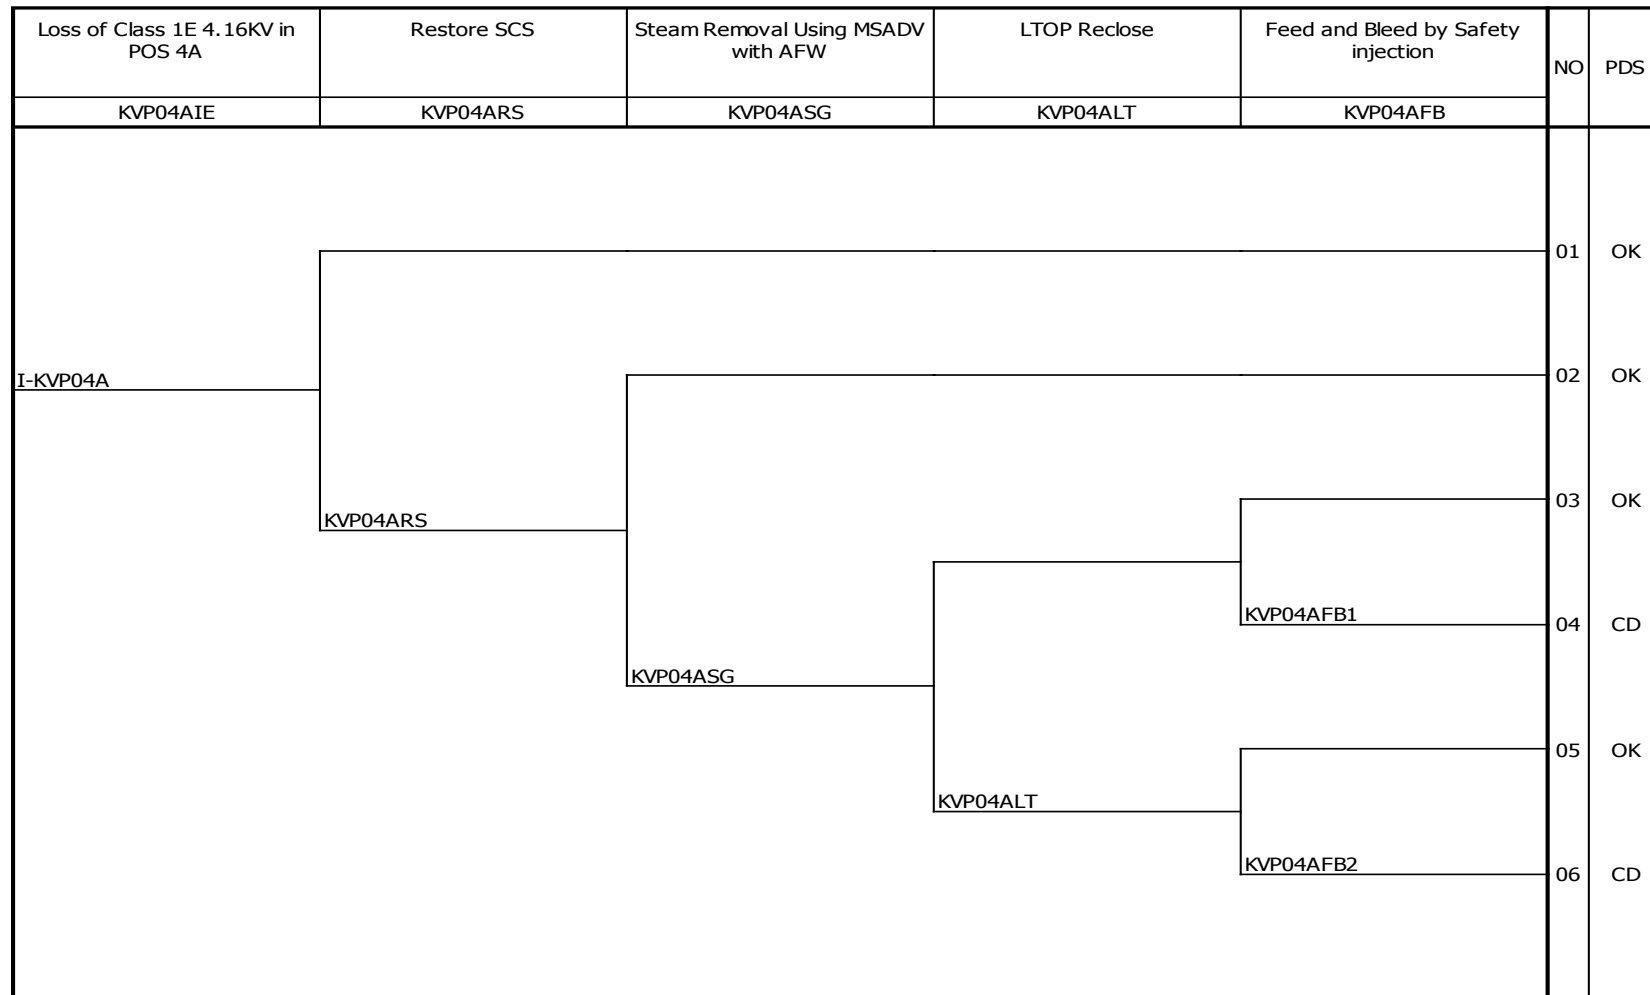 Loss of Class 1E 4.16KV in
POS 4A
Restore SCS
Steam Removal Using MSADV
with AFW
LTOP Reclose
Feed and Bleed by Safety
injection
NO
PDS
KVP04AIE
KVP04ARS
KVP04ASG
KVP04ALT
KVP04AFB
01 OK
I-KVP04A
02 OK
03 OK
KVP04ARS
KVP04AFB1
04 CD
KVP04ASG
05 OK
KVP04ALT
KVP04AFB2
06 CD